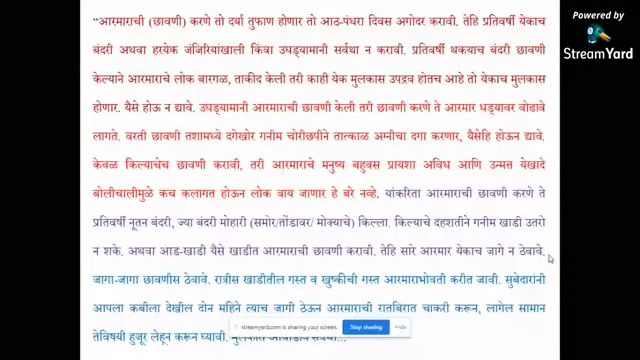 “आरमाराची (छावणी) करणे तो दर्या तुफाण होणार तो आठ-पंधरा दिवस अगोदर करावी. तेहि प्रतिवर्षी येकाच
बंदरी अथवा हरयेक जंजिरियांखाली किंवा उघड्यामानी सर्वथा न करावी. प्रतिवर्षी थकयाच बंदरी छावणी
केल्याने आरमाराचे लोक बारगळ, ताकीद केली तरी काही येक मुलकास उपद्रव होतच आहे तो येकाच मुलकास
होणार. यैसे होऊ न द्यावे. उघड्यामानी आरमाराची छावणी केली तरी छावणी करणे ते आरमार धड्यावर वोढावे
लागते. वरती छावणी तशामध्ये दगेखोर गनीम चोरीछपीने तात्काळ अग्नीचा दगा करणार, यैसेहि होऊन द्यावे.
केवळ किल्याचेच छावणी करावी, तरी आरमाराचे मनुष्य बहुवस प्रायशा अविध आणि उन्मत्त येखादे
बोलीचालीमुळे कच कलागत होऊन लोक वाय जाणार हे बरे नव्हे. यांकरिता आरमाराची छावणी करणे ते
प्रतिवर्षी नूतन बंदरी, ज्या बंदरी मोहारी (समोर/तोंडावर/ मोक्याचे) किल्ला. किल्याचे दहशतीने गनीम खाडी उतरो
न शके. अथवा आड-खाडी यैसे खाडीत आरमाराची छावणी करावी. तेहि सारे आरमार येकाच जागे न ठेवावे.
जागा-जागा छावणीस ठेवावे. रात्रीस खाडीतील गस्त व खुष्कीची गस्त आरमाराभोवती करीत जावी. सुबेदारांनी
आपला कबीला देखील दोन महिने त्याच जागी ठेऊन आरमाराची रातबिरात चाकरी करून, लागेल सामान
तेविषयी हुजूर लेहून करून घ्यावी.
Powered by
StreamYard
streamyard.com is sharing your screen.
Stop sharing
Hide